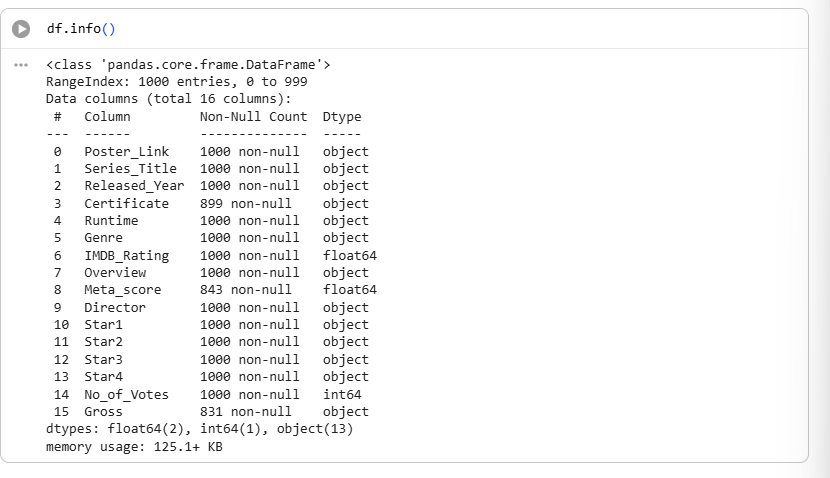 df.info()
<class 'pandas.core.frame.DataFrame'>
RangeIndex: 1000 entries, 0 to 999
Data columns (total 16 columns):
 #   Column         Non-Null Count  Dtype
---  ------         --------------  -----
 0   Poster_Link    1000 non-null   object
 1   Series_Title   1000 non-null   object
 2   Released_Year  1000 non-null   object
 3   Certificate    899 non-null    object
 4   Runtime        1000 non-null   object
 5   Genre          1000 non-null   object
 6   IMDB_Rating    1000 non-null   float64
 7   Overview       1000 non-null   object
 8   Meta_score     843 non-null    float64
 9   Director       1000 non-null   object
 10  Star1          1000 non-null   object
 11  Star2          1000 non-null   object
 12  Star3          1000 non-null   object
 13  Star4          1000 non-null   object
 14  No_of_Votes    1000 non-null   int64
 15  Gross          831 non-null    object
dtypes: float64(2), int64(1), object(13)
memory usage: 125.1+ KB